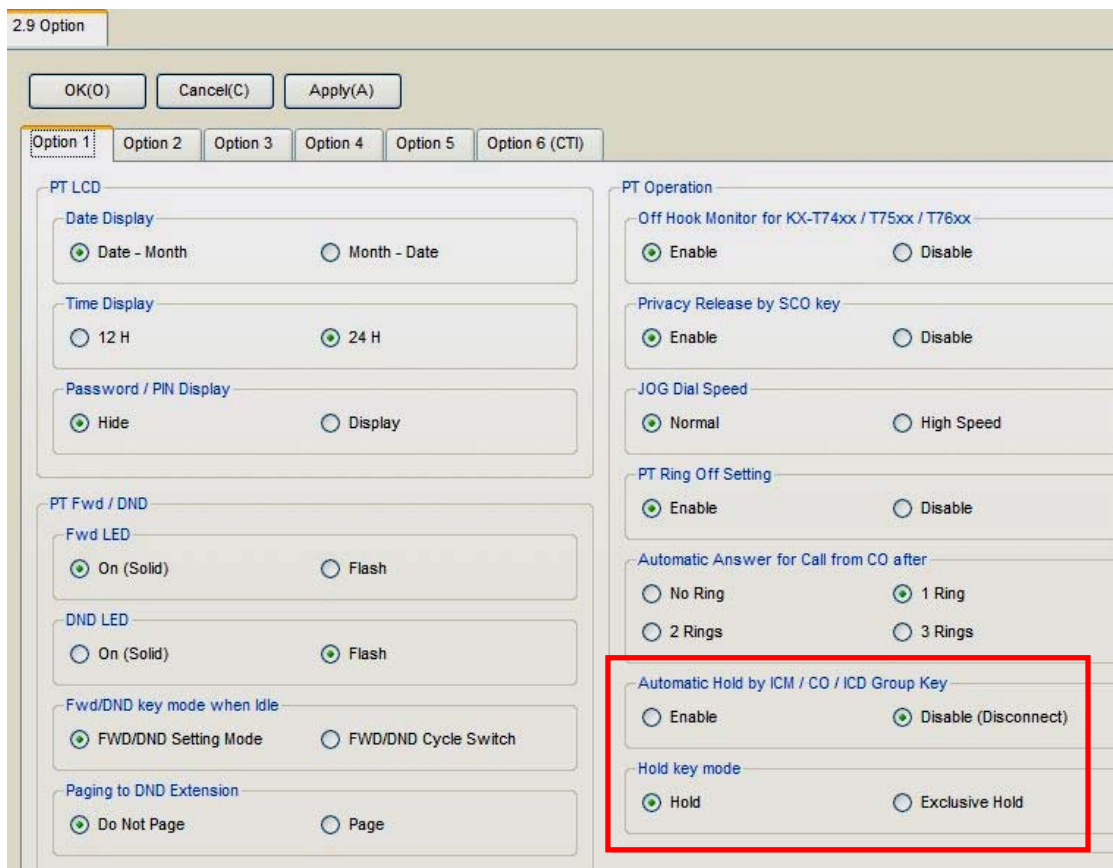 2.9 Option
OK(O) Cancel(C) Apply(A)
Option 1 Option 2 Option 3 Option 4 Option 5 Option 6 (CTI)
PT LCD
Date Display
Date - Month Month - Date
Time Display
12 H 24 H
Password / PIN Display
Hide Display
PT Fwd / DND
Fwd LED
On (Solid) Flash
DND LED
On (Solid) Flash
Fwd/DND key mode when Idle
FWD/DND Setting Mode FWD/DND Cycle Switch
Paging to DND Extension
Do Not Page Page
PT Operation
Off Hook Monitor for KX-T74xx / T75xx / T76xx
Enable Disable
Privacy Release by SCO key
Enable Disable
JOG Dial Speed
Normal High Speed
PT Ring Off Setting
Enable Disable
Automatic Answer for Call from CO after
No Ring 1 Ring
2 Rings 3 Rings
Automatic Hold by ICM / CO / ICD Group Key
Enable Disable (Disconnect)
Hold key mode
Hold Exclusive Hold